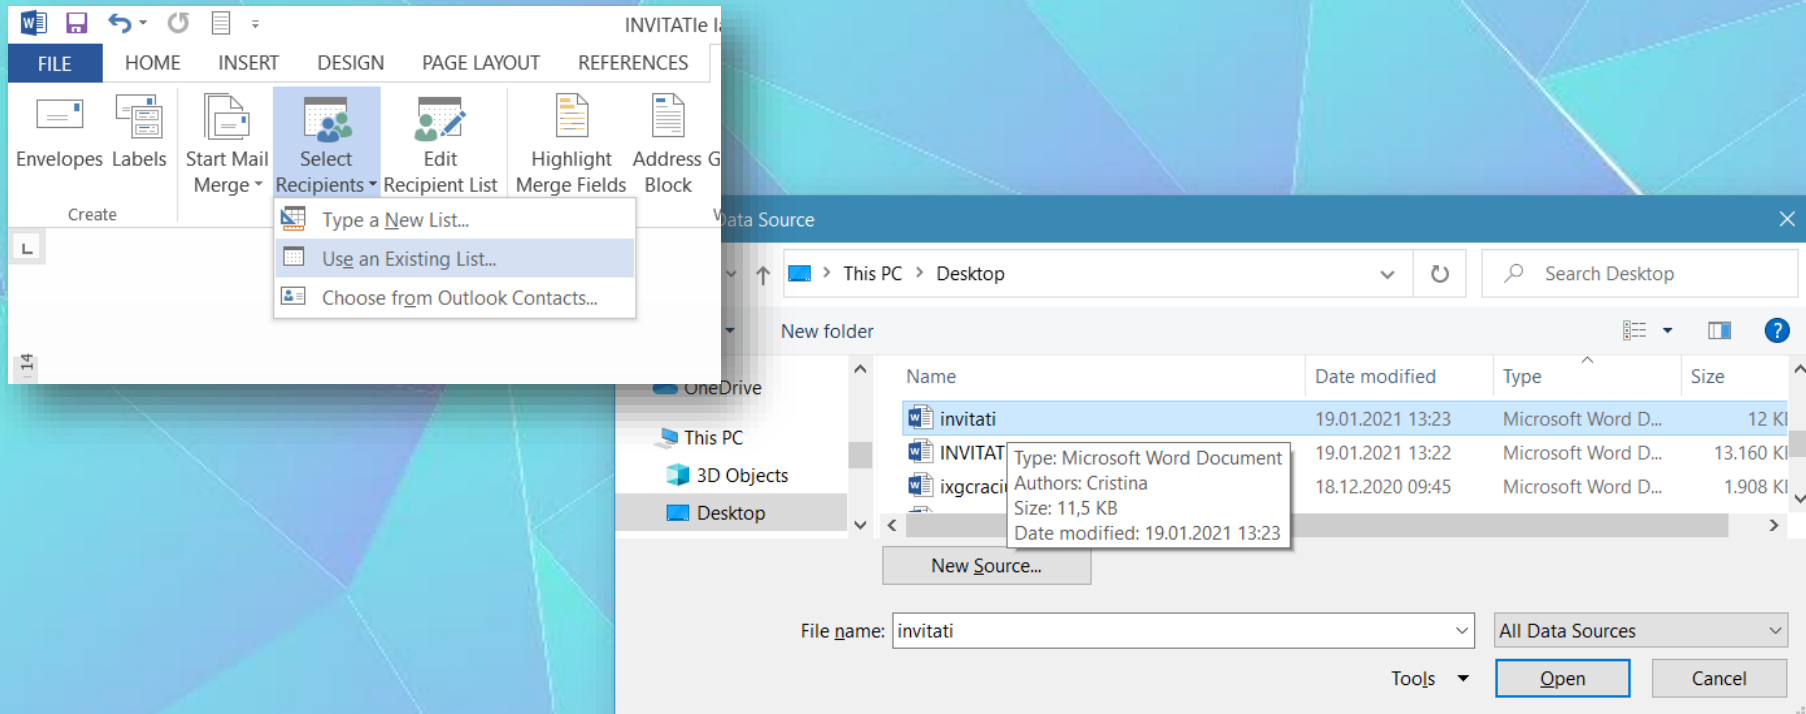 INVITATIe la
FILE HOME INSERT DESIGN PAGE LAYOUT REFERENCES
Envelopes Labels Start Mail Merge Select Recipients Edit Recipient List Highlight Merge Fields Address Block G
Create W
Type a New List...
Use an Existing List...
Choose from Outlook Contacts...
L
14
Data Source
This PC > Desktop
Search Desktop
New folder
Name Date modified Type Size
OneDrive
This PC
3D Objects
Desktop
invitati 19.01.2021 13:23 Microsoft Word D... 12 K
INVITAT 19.01.2021 13:22 Microsoft Word D... 13.160 K
ixgcraci 18.12.2020 09:45 Microsoft Word D... 1.908 K
Type: Microsoft Word Document
Authors: Cristina
Size: 11,5 KB
Date modified: 19.01.2021 13:23
New Source...
File name: invitati All Data Sources
Tools Open Cancel